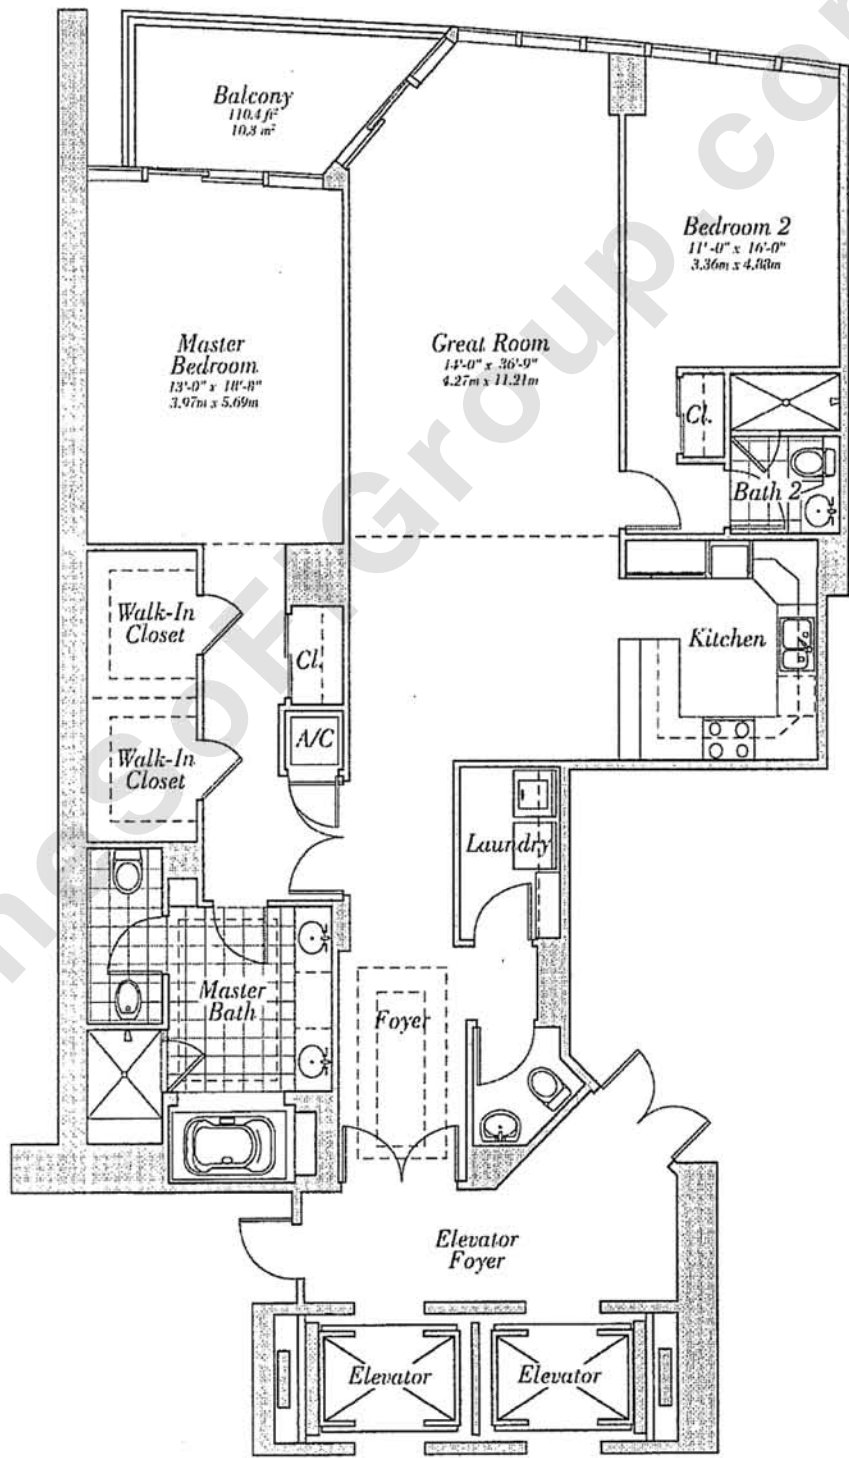 Balcony
110.4 ft²
10.3 m²
Bedroom 2
11'-0" x 16'-0"
3.36m x 4.88m
Master
Bedroom
13'-0" x 18'-8"
3.97m x 5.69m
Great Room
14'-0" x 36'-9"
4.27m x 11.21m
Cl.
Bath 2
Walk-In
Closet
Cl.
Kitchen
A/C
Walk-In
Closet
Laundry
Master
Bath
Foyer
Elevator
Foyer
Elevator
Elevator
heSoFiGroup.com